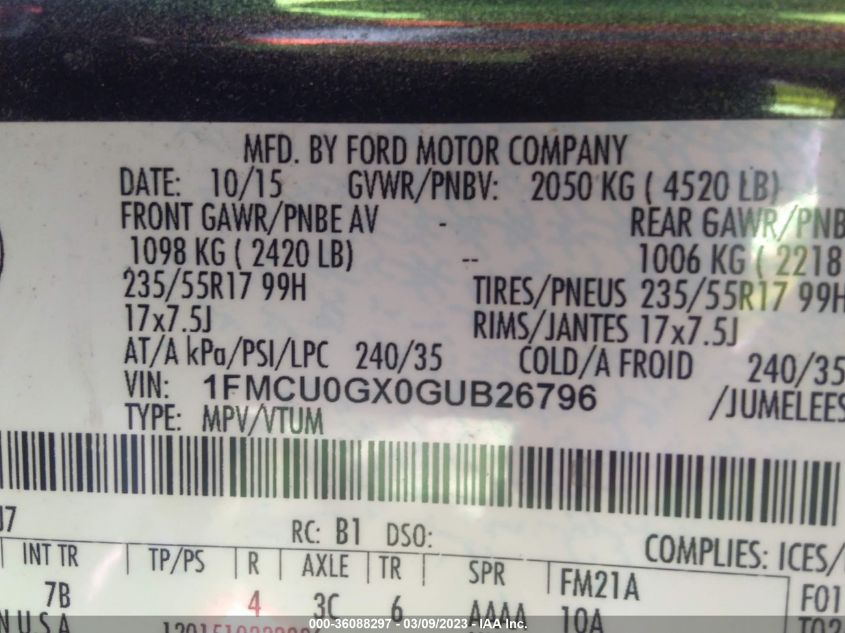 MFD. BY FORD MOTOR COMPANY
DATE: 10/15 GVWR/PNBV: 2050 KG ( 4520 LB)
FRONT GAWR/PNBE AV - REAR GAWR/PNB
1098 KG ( 2420 LB) -- 1006 KG ( 2218
235/55R17 99H TIRES/PNEUS 235/55R17 99H
17x7.5J RIMS/JANTES 17x7.5J
AT/A kPa/PSI/LPC 240/35 COLD/A FROID 240/35
VIN: 1FMCU0GX0GUB26796 /JUMELEES
TYPE: MPV/VTUM
RC: B1 DSO:
COMPLIES: ICES/
INT TR TP/PS R AXLE TR SPR FM21A F01
7B 4 3C 6 AAAA 10A T02
N U S A
000-36088297 - 03/09/2023 - IAAI.COM